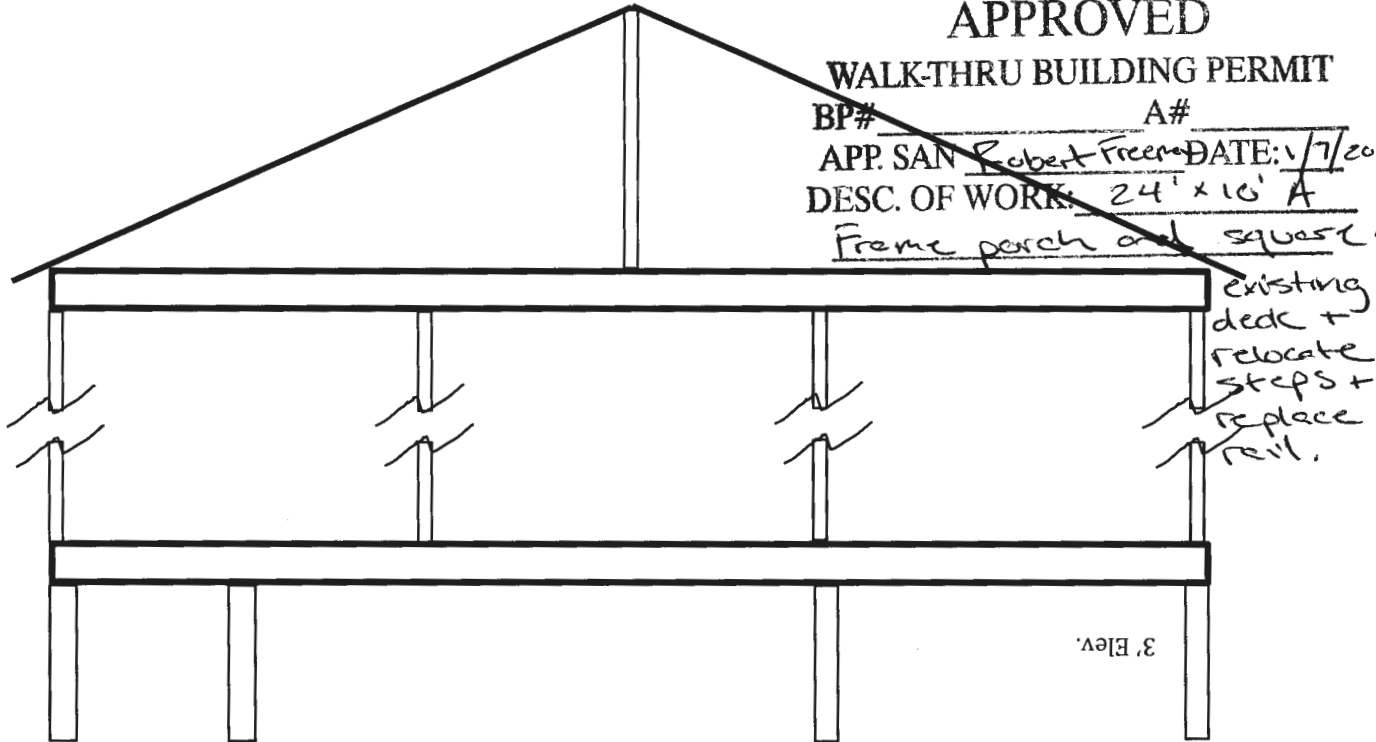 APPROVED
WALK-THRU BUILDING PERMIT
BP# A#
APP. SAN Robert Freeman DATE: 1/7/20
DESC. OF WORK: 24' x 10' A
Frame porch and square
existing
deck +
relocate
steps +
replace
rail.
3' Elev.